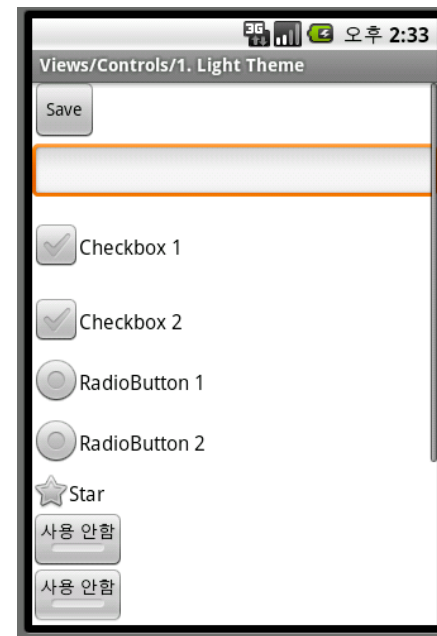 3G 오후 2:33
Views/Controls/1. Light Theme
Save
Checkbox 1
Checkbox 2
RadioButton 1
RadioButton 2
Star
사용 안함
사용 안함